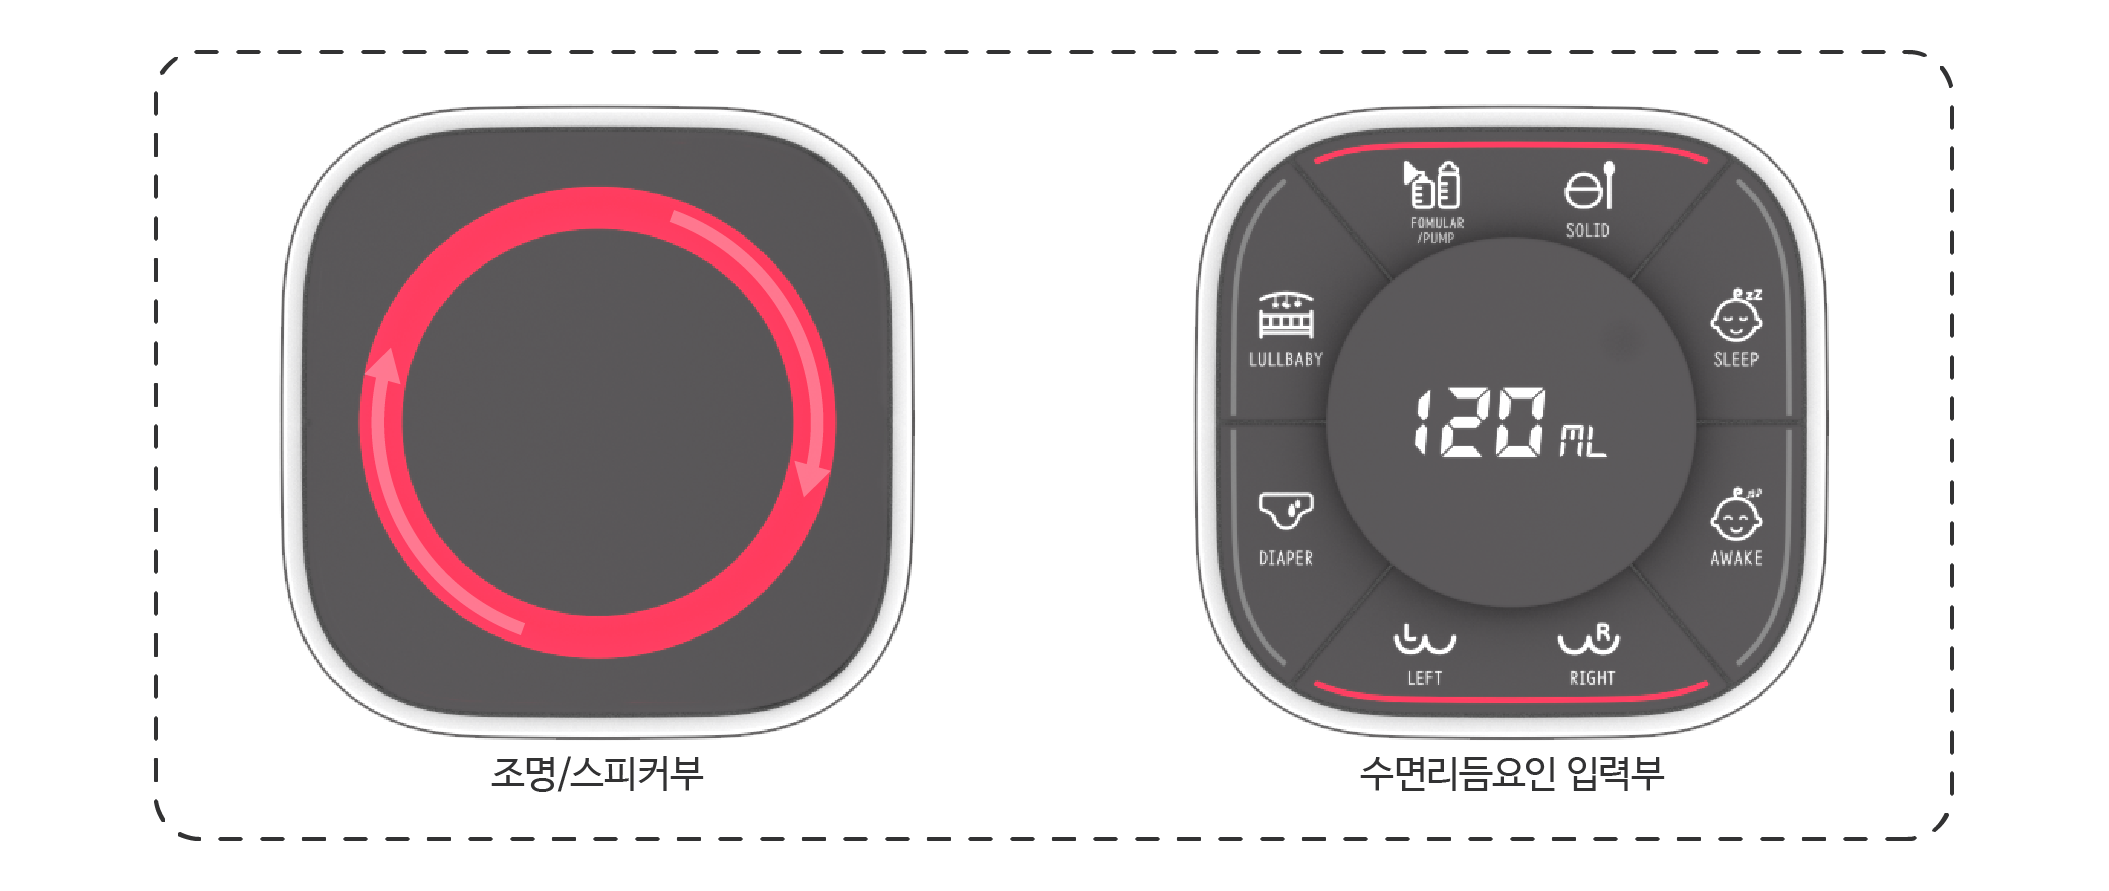 FOMULAR
/PUMP
SOLID
LULLBABY
SLEEP
120 mL
DIAPER
AWAKE
L
R
LEFT
RIGHT
조명/스피커부
수면리듬요인 입력부